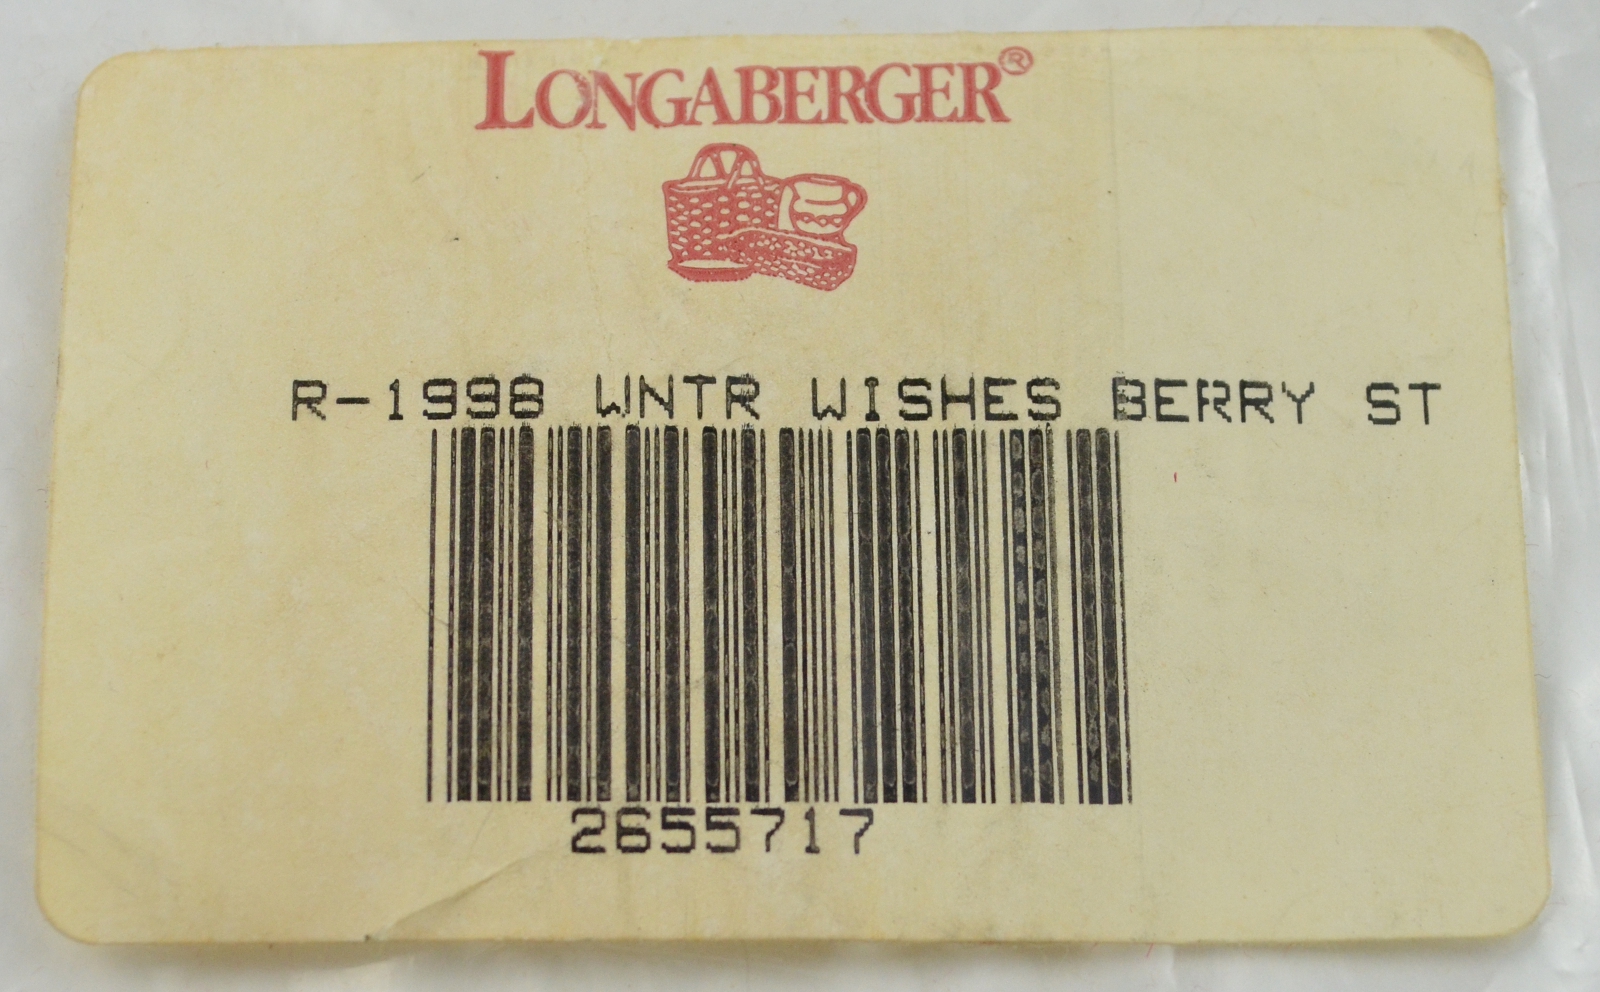 LONGABERGER®
R-1998 WNTR WISHES BERRY ST
2655717